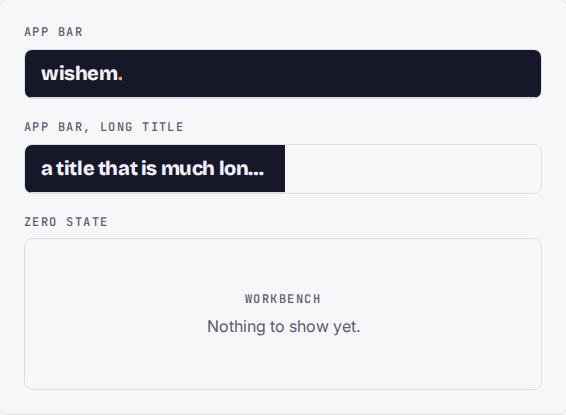 APP BAR
wishem.
APP BAR, LONG TITLE
a title that is much lon...
ZERO STATE
WORKBENCH
Nothing to show yet.